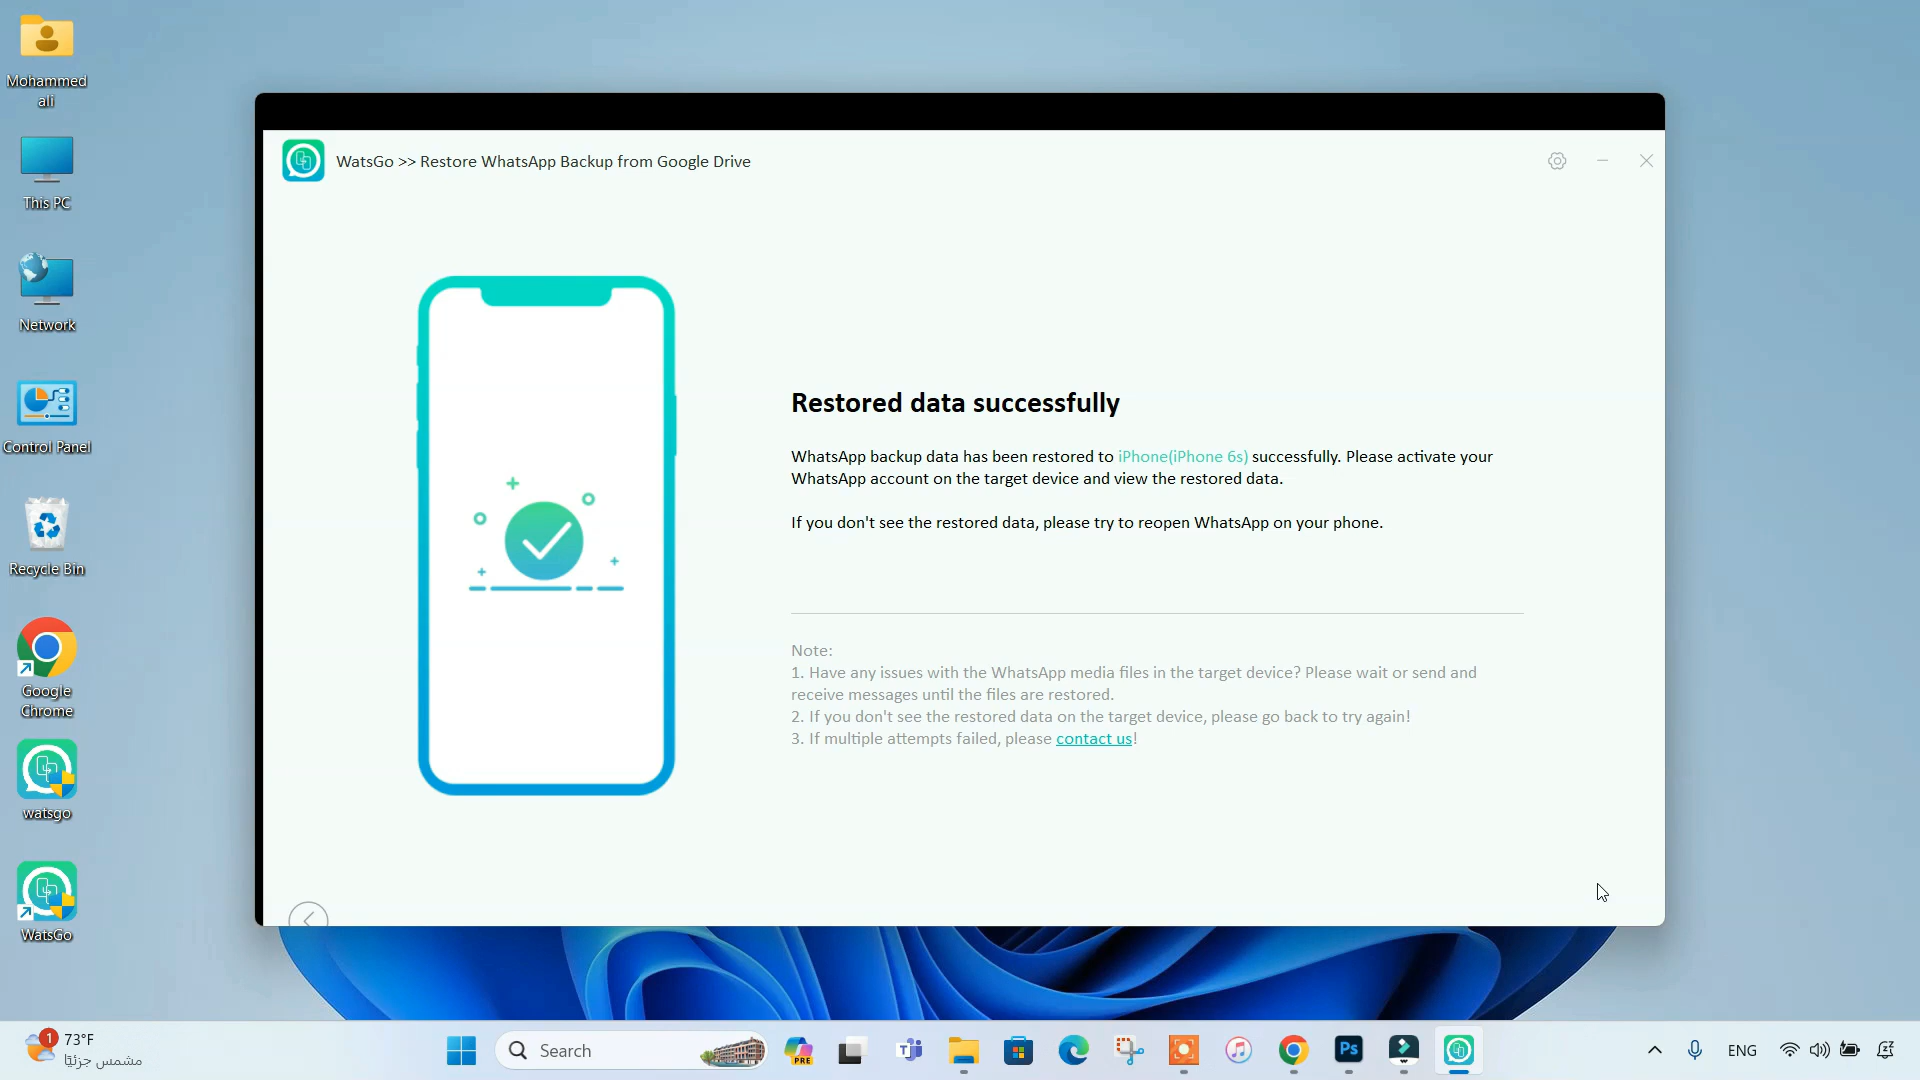 Mohammed
ali
This PC
Network
Control Panel
Recycle Bin
Google
Chrome
watsgo
WatsGo
WatsGo >> Restore WhatsApp Backup from Google Drive
Restored data successfully
WhatsApp backup data has been restored to iPhone(iPhone 6s) successfully. Please activate your
WhatsApp account on the target device and view the restored data.
If you don't see the restored data, please try to reopen WhatsApp on your phone.
Note:
1. Have any issues with the WhatsApp media files in the target device? Please wait or send and
receive messages until the files are restored.
2. If you don't see the restored data on the target device, please go back to try again!
3. If multiple attempts failed, please contact us!
1
73°F
مشمس جزئيًا
Search
PRE
Ps
ENG